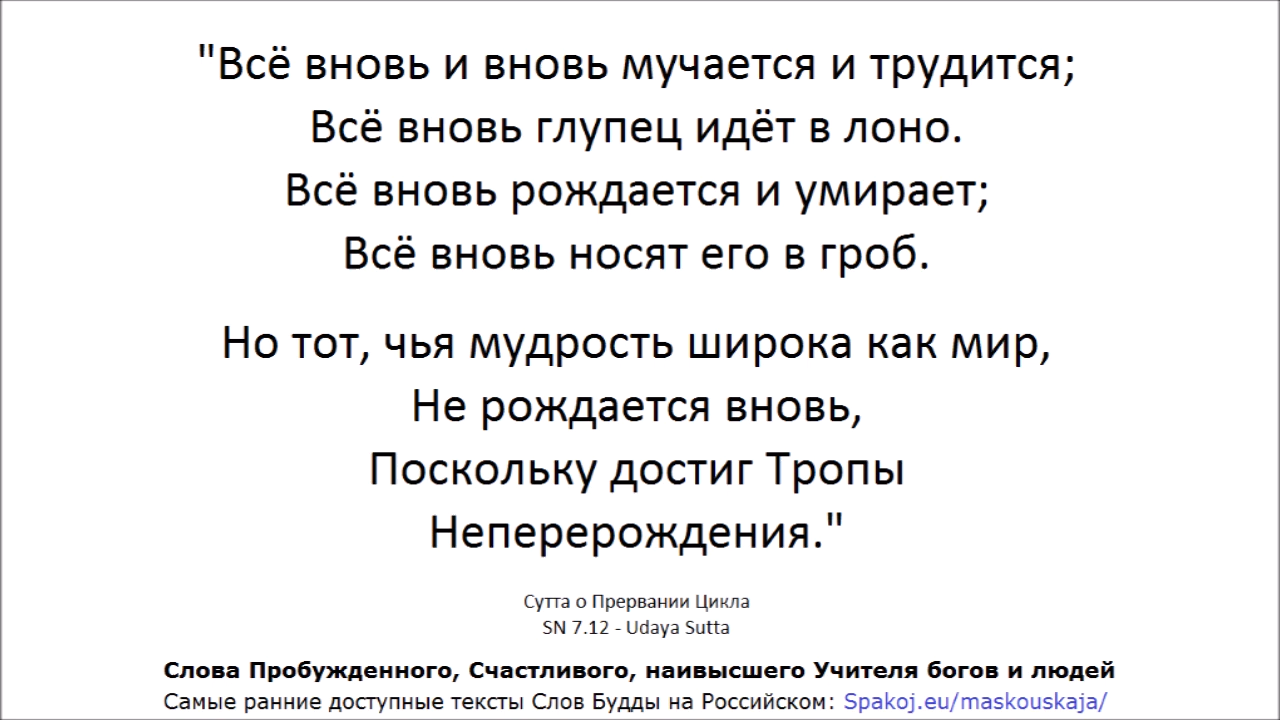 "Всё вновь и вновь мучается и трудится;
Всё вновь глупец идёт в лоно.
Всё вновь рождается и умирает;
Всё вновь носят его в гроб.
Но тот, чья мудрость широка как мир,
Не рождается вновь,
Поскольку достиг Тропы
Неперерождения."
Сутта о Прервании Цикла
SN 7.12 - Udaya Sutta
Слова Пробужденного, Счастливого, наивысшего Учителя богов и людей
Самые ранние доступные тексты Слов Будды на Российском: Spakoj.eu/maskouskaja/